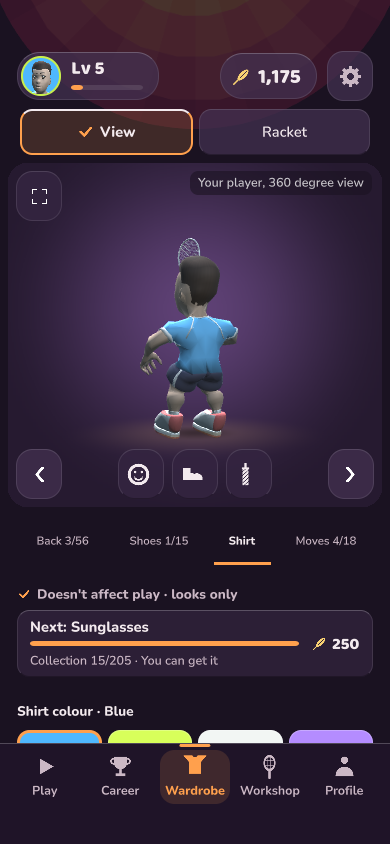 Lv 5
1,175
View
Racket
Your player, 360 degree view
Back 3/56
Shoes 1/15
Shirt
Moves 4/18
Doesn't affect play · looks only
Next: Sunglasses
250
Collection 15/205 · You can get it
Shirt colour · Blue
Play
Career
Wardrobe
Workshop
Profile